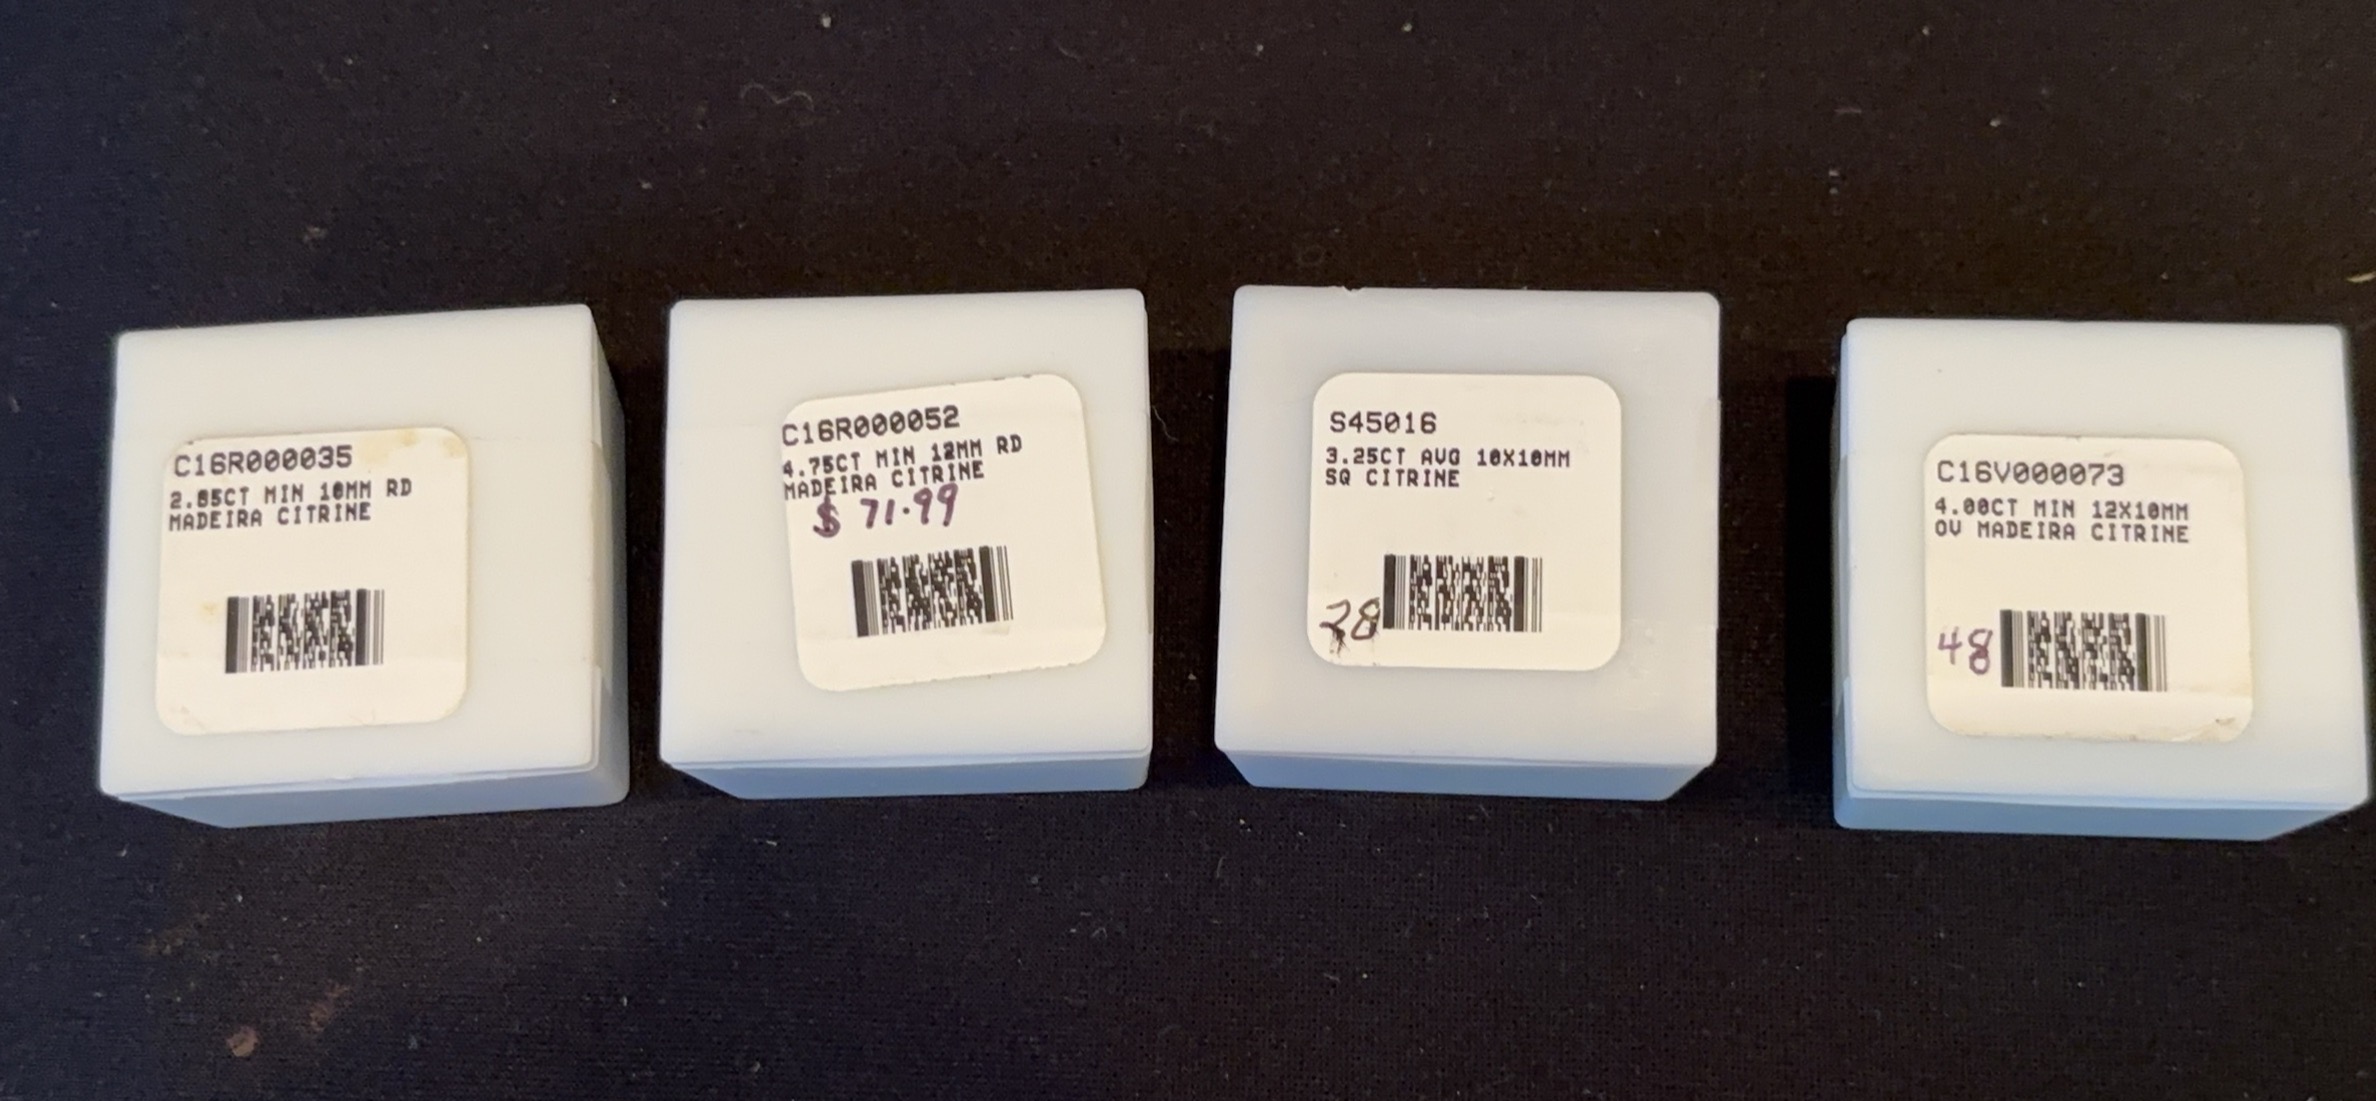 C16R000035
2.85CT MIN 10MM RD
MADEIRA CITRINE
C16R000052
4.75CT MIN 12MM RD
MADEIRA CITRINE
$ 71.99
S45016
3.25CT AVG 10X10MM
SQ CITRINE
28
C16V000073
4.00CT MIN 12X10MM
OV MADEIRA CITRINE
48